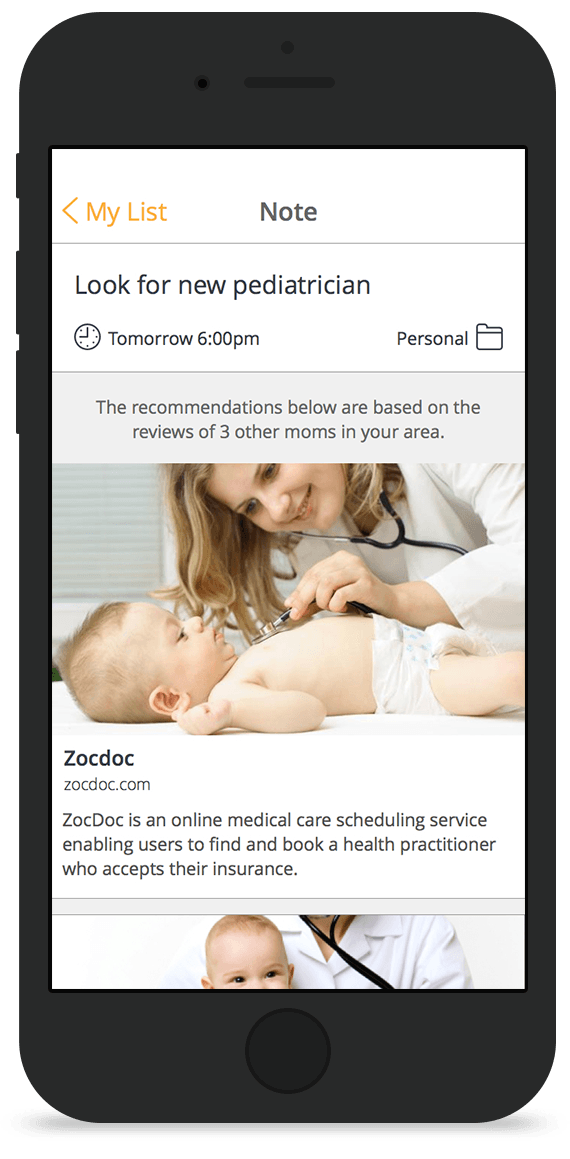 My List
Note
Look for new pediatrician
Tomorrow 6:00pm
Personal
The recommendations below are based on the
reviews of 3 other moms in your area.
Zocdoc
zocdoc.com
ZocDoc is an online medical care scheduling service
enabling users to find and book a health practitioner
who accepts their insurance.